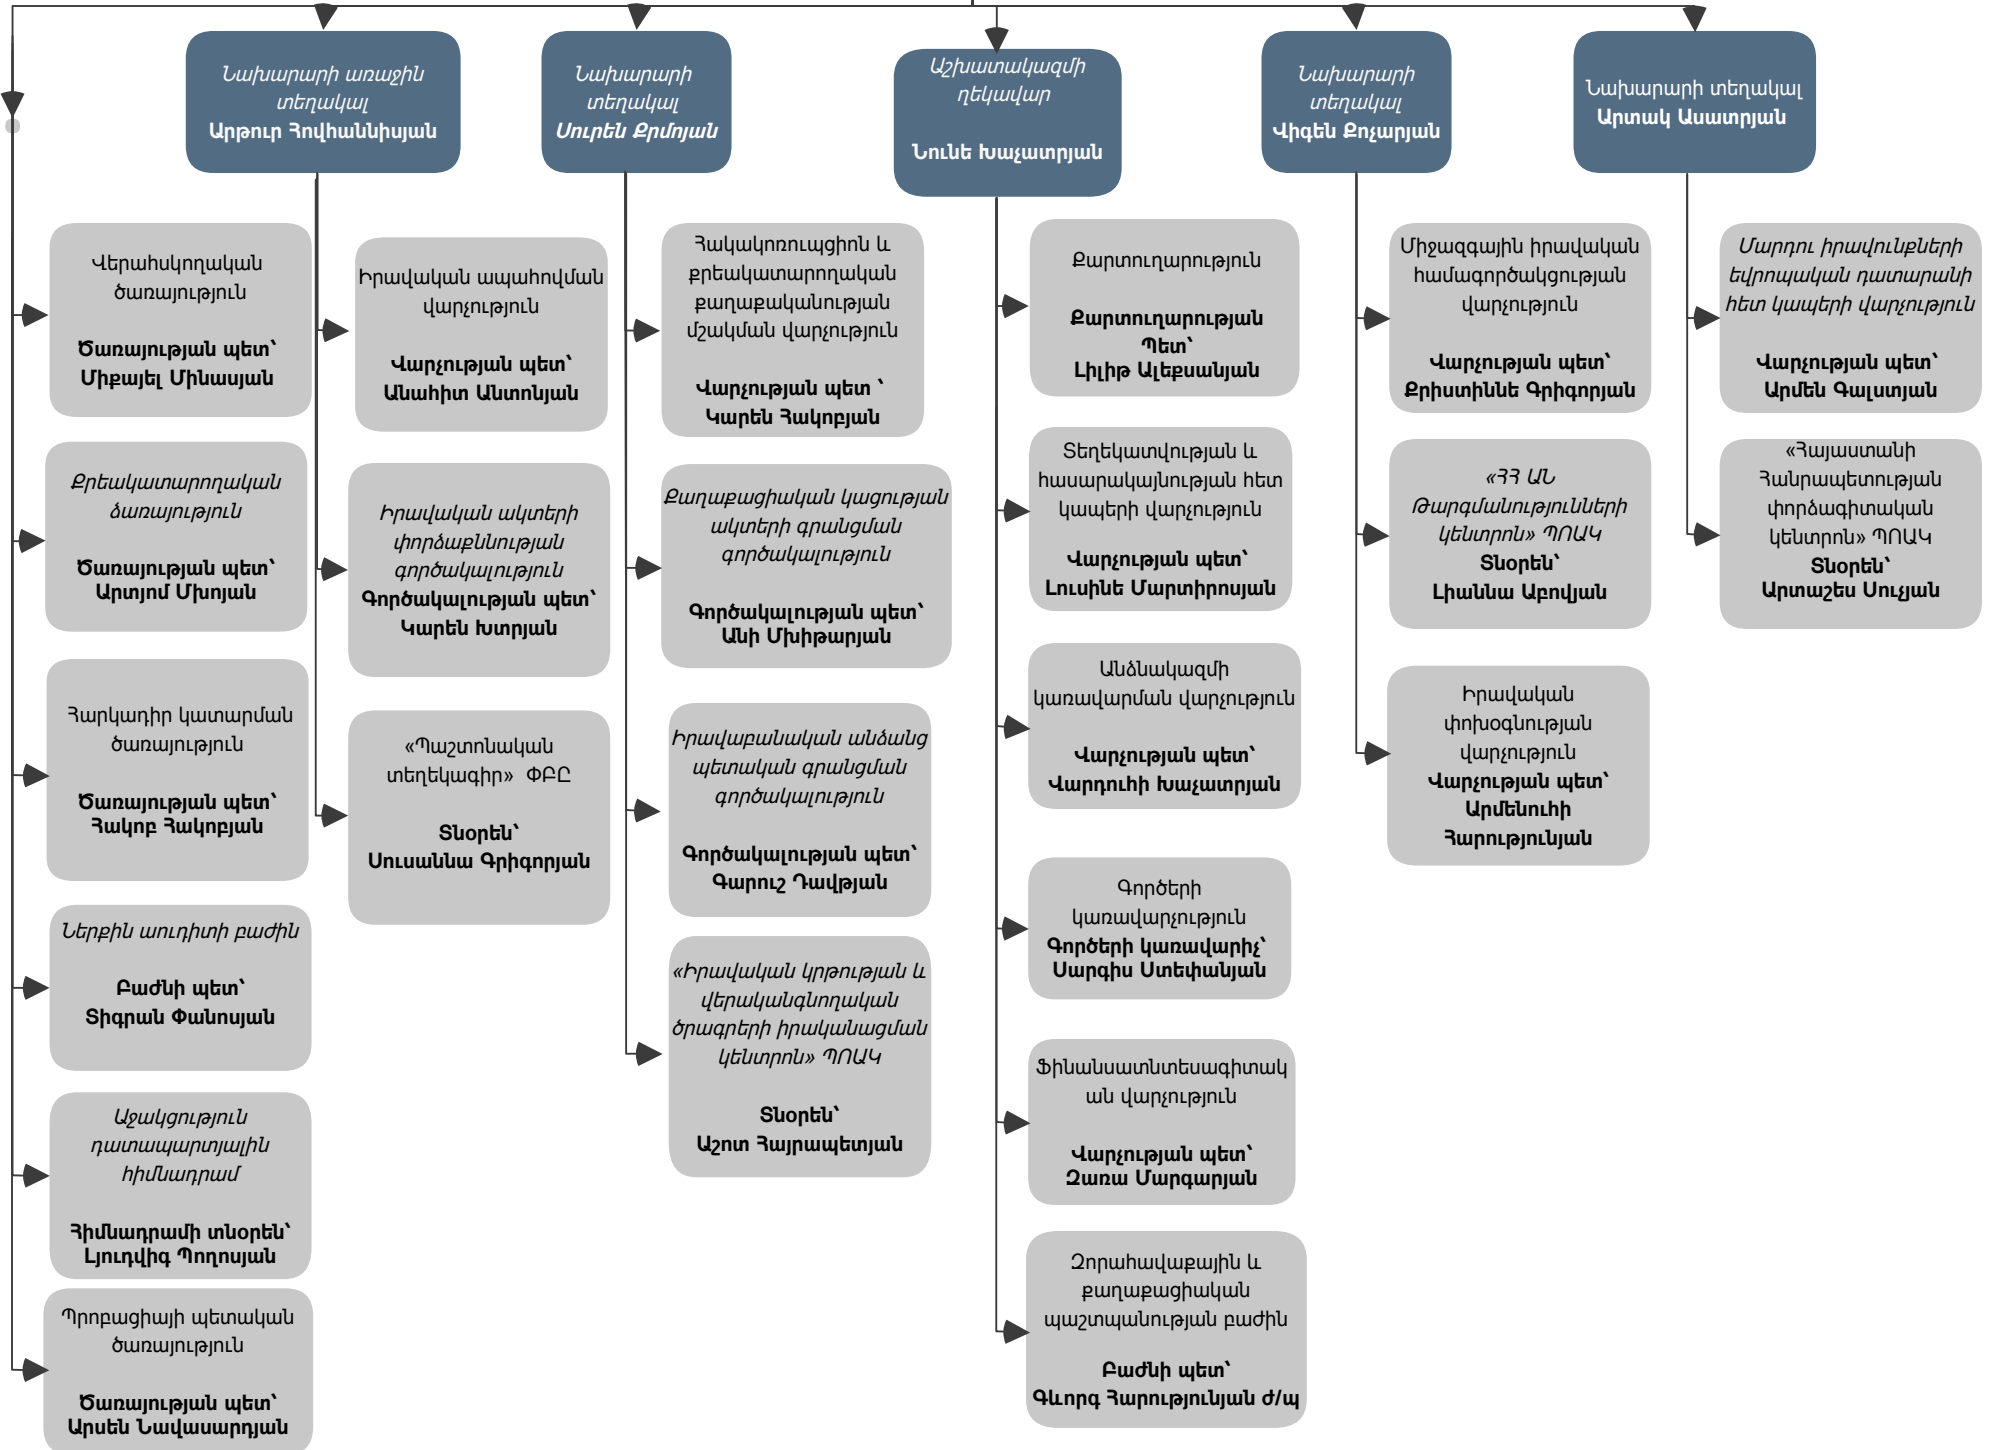 Նախարարի առաջին
տեղակալ
Արթուր Հովհաննիսյան
Նախարարի
տեղակալ
Սուրեն Քրմոյան
Աշխատակազմի
ղեկավար
Նունե Խաչատրյան
Նախարարի
տեղակալ
Վիգեն Քոչարյան
Նախարարի տեղակալ
Արտակ Ասատրյան
Վերահսկողական
ծառայություն
Ծառայության պետ՝
Միքայել Մինասյան
Քրեակատարողական
ձառայություն
Ծառայության պետ՝
Արտյոմ Մխոյան
Հարկադիր կատարման
ծառայություն
Ծառայության պետ՝
Հակոբ Հակոբյան
Ներքին աուդիտի բաժին
Բաժնի պետ՝
Տիգրան Փանոսյան
Աջակցություն
դատապարտյալին
հիմնադրամ
Հիմնադրամի տնօրեն՝
Լյուդվիգ Պողոսյան
Պրոբացիայի պետական
ծառայություն
Ծառայության պետ՝
Արսեն Նավասարդյան
Իրավական ապահովման
վարչություն
Վարչության պետ՝
Անահիտ Անտոնյան
Իրավական ակտերի
փորձաքննության
գործակալություն
Գործակալության պետ՝
Կարեն Խտրյան
«Պաշտոնական
տեղեկագիր» ՓԲԸ
Տնօրեն՝
Սուսաննա Գրիգորյան
Հակակոռուպցիոն և
քրեակատարողական
քաղաքականության
մշակման վարչություն
Վարչության պետ ՝
Կարեն Հակոբյան
Քաղաքացիական կացության
ակտերի գրանցման
գործակալություն
Գործակալության պետ՝
Անի Մխիթարյան
Իրավաբանական անձանց
պետական գրանցման
գործակալություն
Գործակալության պետ՝
Գարուշ Դավթյան
«Իրավական կրթության և
վերականգնողական
ծրագրերի իրականացման
կենտրոն» ՊՈԱԿ
Տնօրեն՝
Աշոտ Հայրապետյան
Քարտուղարություն
Քարտուղարության
Պետ՝
Լիլիթ Ալեքսանյան
Տեղեկատվության և
հասարակայնության հետ
կապերի վարչություն
Վարչության պետ՝
Լուսինե Մարտիրոսյան
Անձնակազմի
կառավարման վարչություն
Վարչության պետ՝
Վարդուհի Խաչատրյան
Գործերի
կառավարչություն
Գործերի կառավարիչ՝
Սարգիս Ստեփանյան
Ֆինանսատնտեսագիտակ
ան վարչություն
Վարչության պետ՝
Զառա Մարգարյան
Զորահավաքային և
քաղաքացիական
պաշտպանության բաժին
Բաժնի պետ՝
Գևորգ Հարությունյան ժ/պ
Միջազգային իրավական
համագործակցության
վարչություն
Վարչության պետ՝
Քրիստիննե Գրիգորյան
«ՀՀ ԱՆ
Թարգմանությունների
կենտրոն» ՊՈԱԿ
Տնօրեն՝
Լիաննա Աբովյան
Իրավական
փոխօգնության
վարչություն
Վարչության պետ՝
Արմենուհի
Հարությունյան
Մարդու իրավունքների
եվրոպական դատարանի
հետ կապերի վարչություն
Վարչության պետ՝
Արմեն Գալստյան
«Հայաստանի
Հանրապետության
փորձագիտական
կենտրոն» ՊՈԱԿ
Տնօրեն՝
Արտաշես Սուչյան